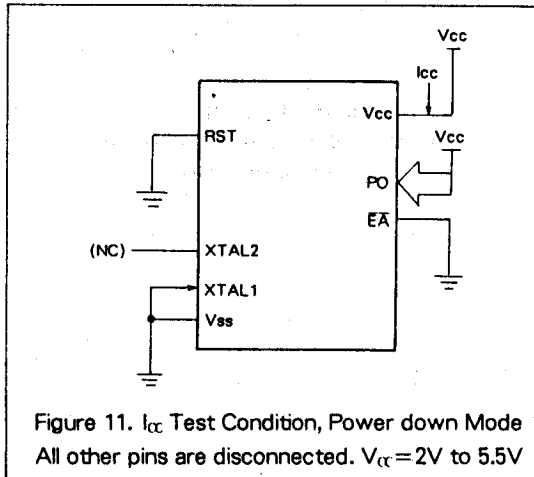 Vcc
Icc
Vcc
RST
Vcc
PO
EA
(NC)
XTAL2
XTAL1
Vss
Figure 11. Icc Test Condition, Power down Mode
All other pins are disconnected. Vcc=2V to 5.5V